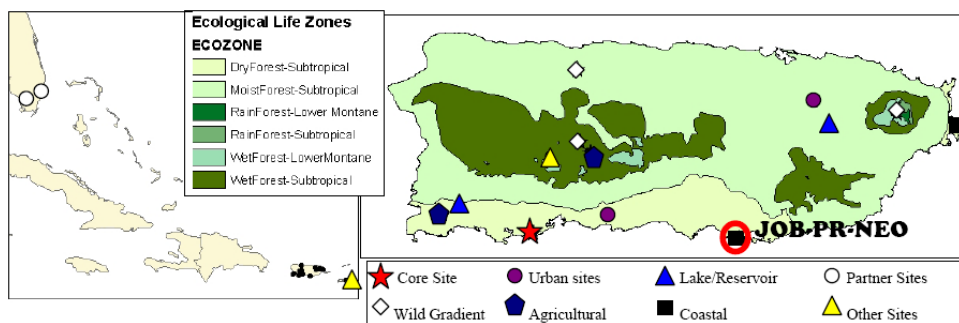 Ecological Life Zones
ECOZONE
DryForest-Subtropical
MoistForest-Subtropical
RainForest-Lower Montane
RainForest-Subtropical
WetForest-LowerMontane
WetForest-Subtropical
JOB-PR-NEO
Core Site
Urban sites
Lake/Reservoir
Partner Sites
Wild Gradient
Agricultural
Coastal
Other Sites